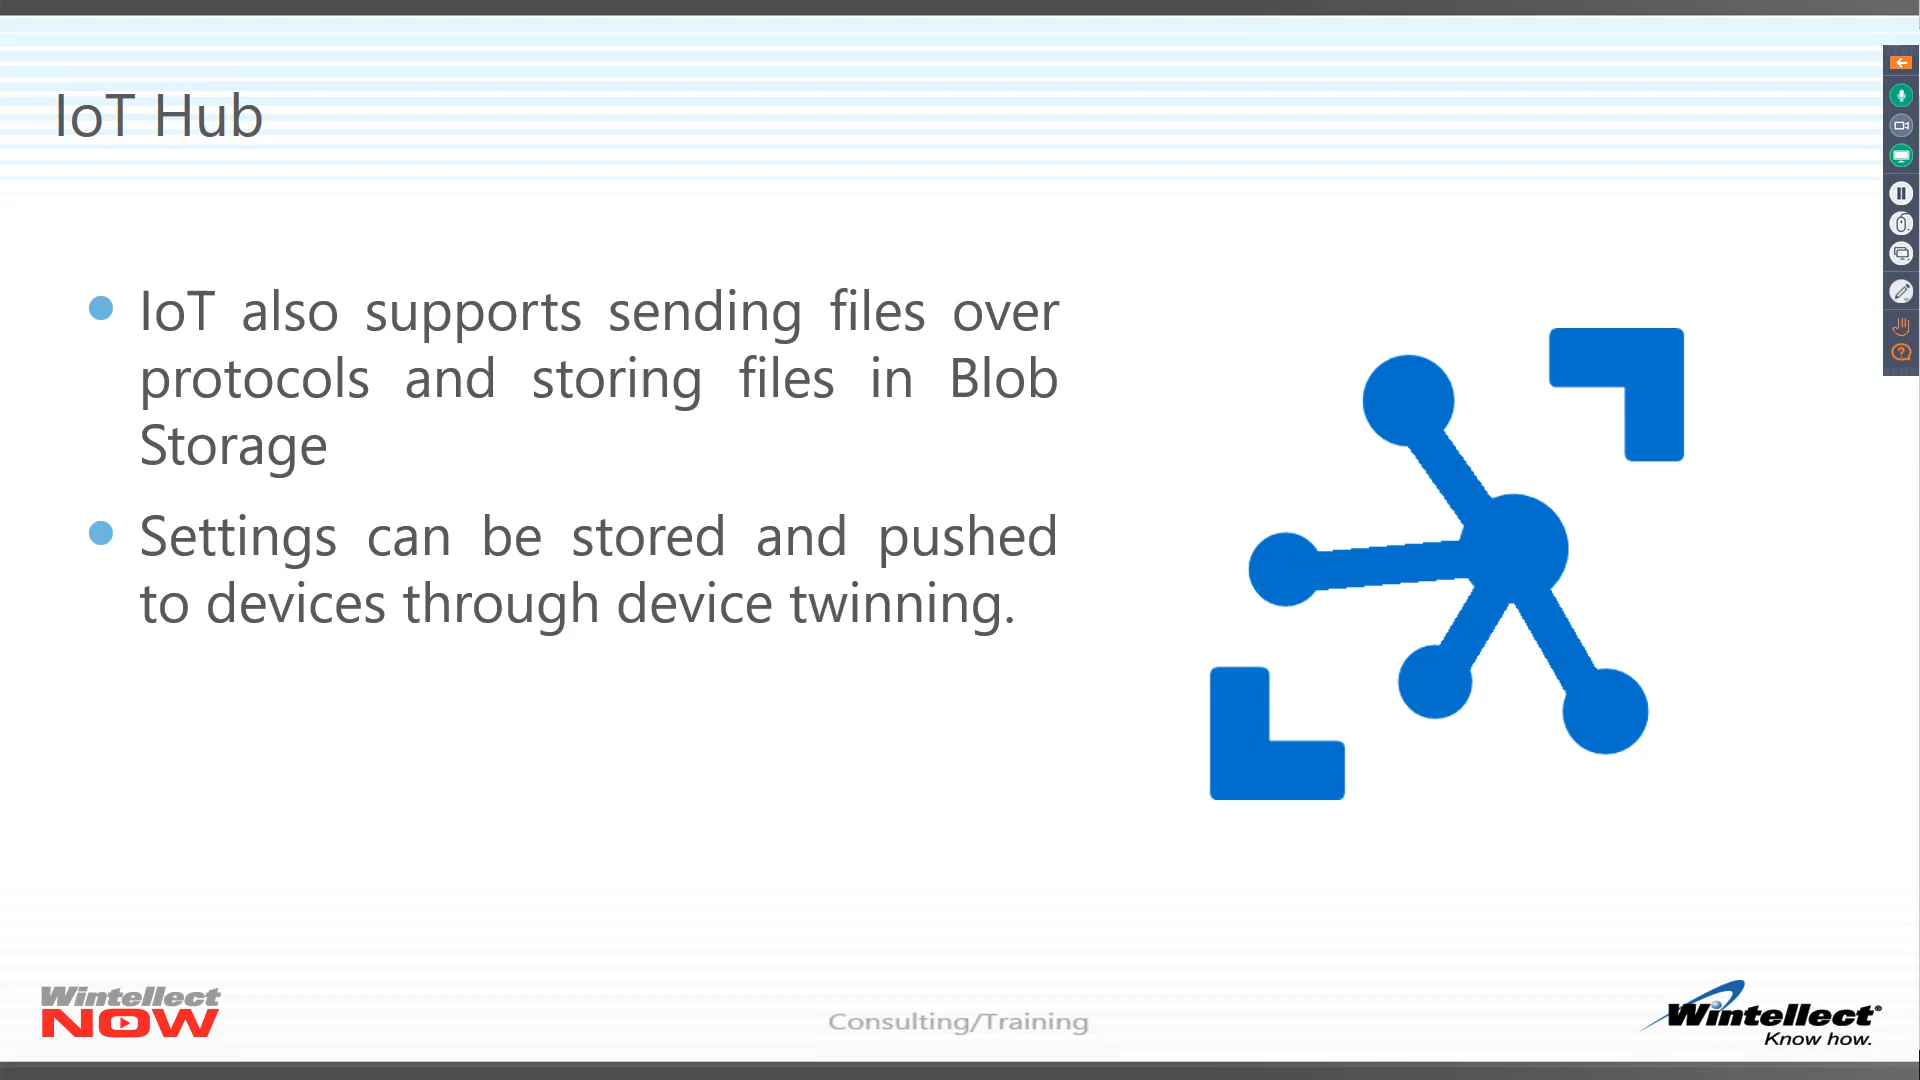 IoT Hub
IoT also supports sending files over
protocols and storing files in Blob
Storage
Settings can be stored and pushed
to devices through device twinning.
Wintellect
NOW
Consulting/Training
Wintellect®
Know how.